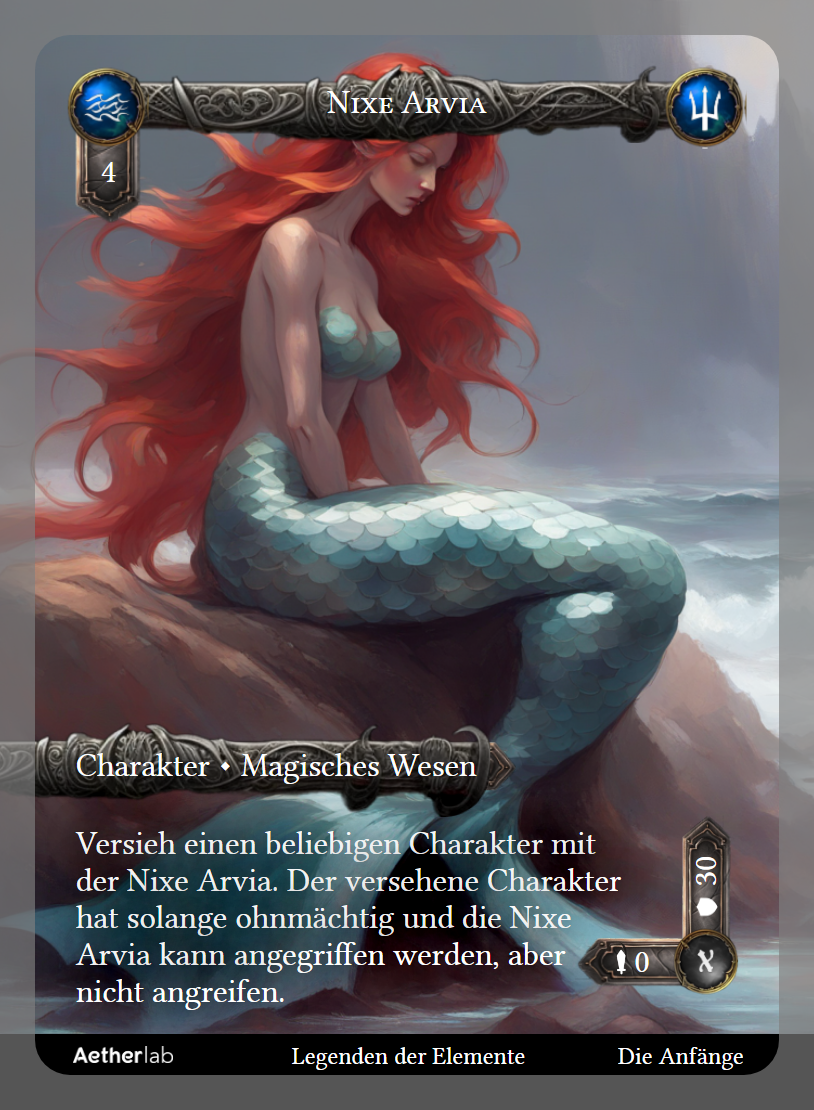 Nixe Arvia
4
Charakter • Magisches Wesen
Versieh einen beliebigen Charakter mit
der Nixe Arvia. Der versehene Charakter
hat solange ohnmächtig und die Nixe
Arvia kann angegriffen werden, aber
nicht angreifen.
30
0
Aetherlab
Legenden der Elemente
Die Anfänge